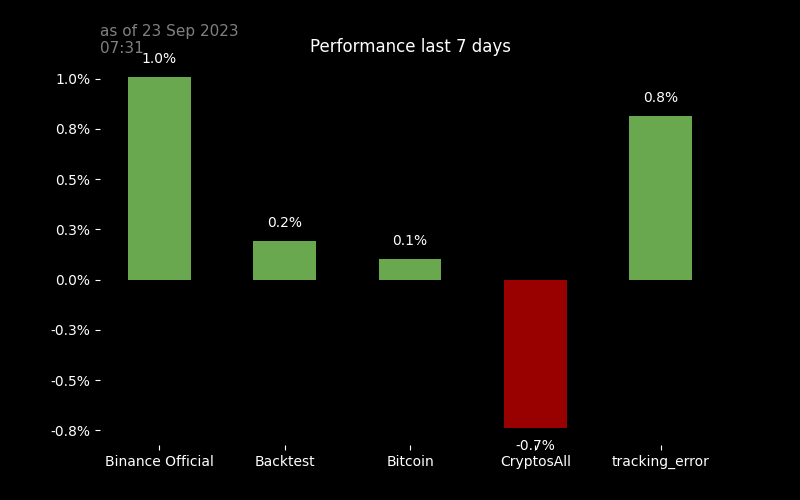 as of 23 Sep 2023
07:31
Performance last 7 days
1.0%
0.8%
0.5%
0.3%
0.0%
-0.3%
-0.5%
-0.8%
1.0%
0.2%
0.1%
-0.7%
0.8%
Binance Official
Backtest
Bitcoin
CryptosAll
tracking_error